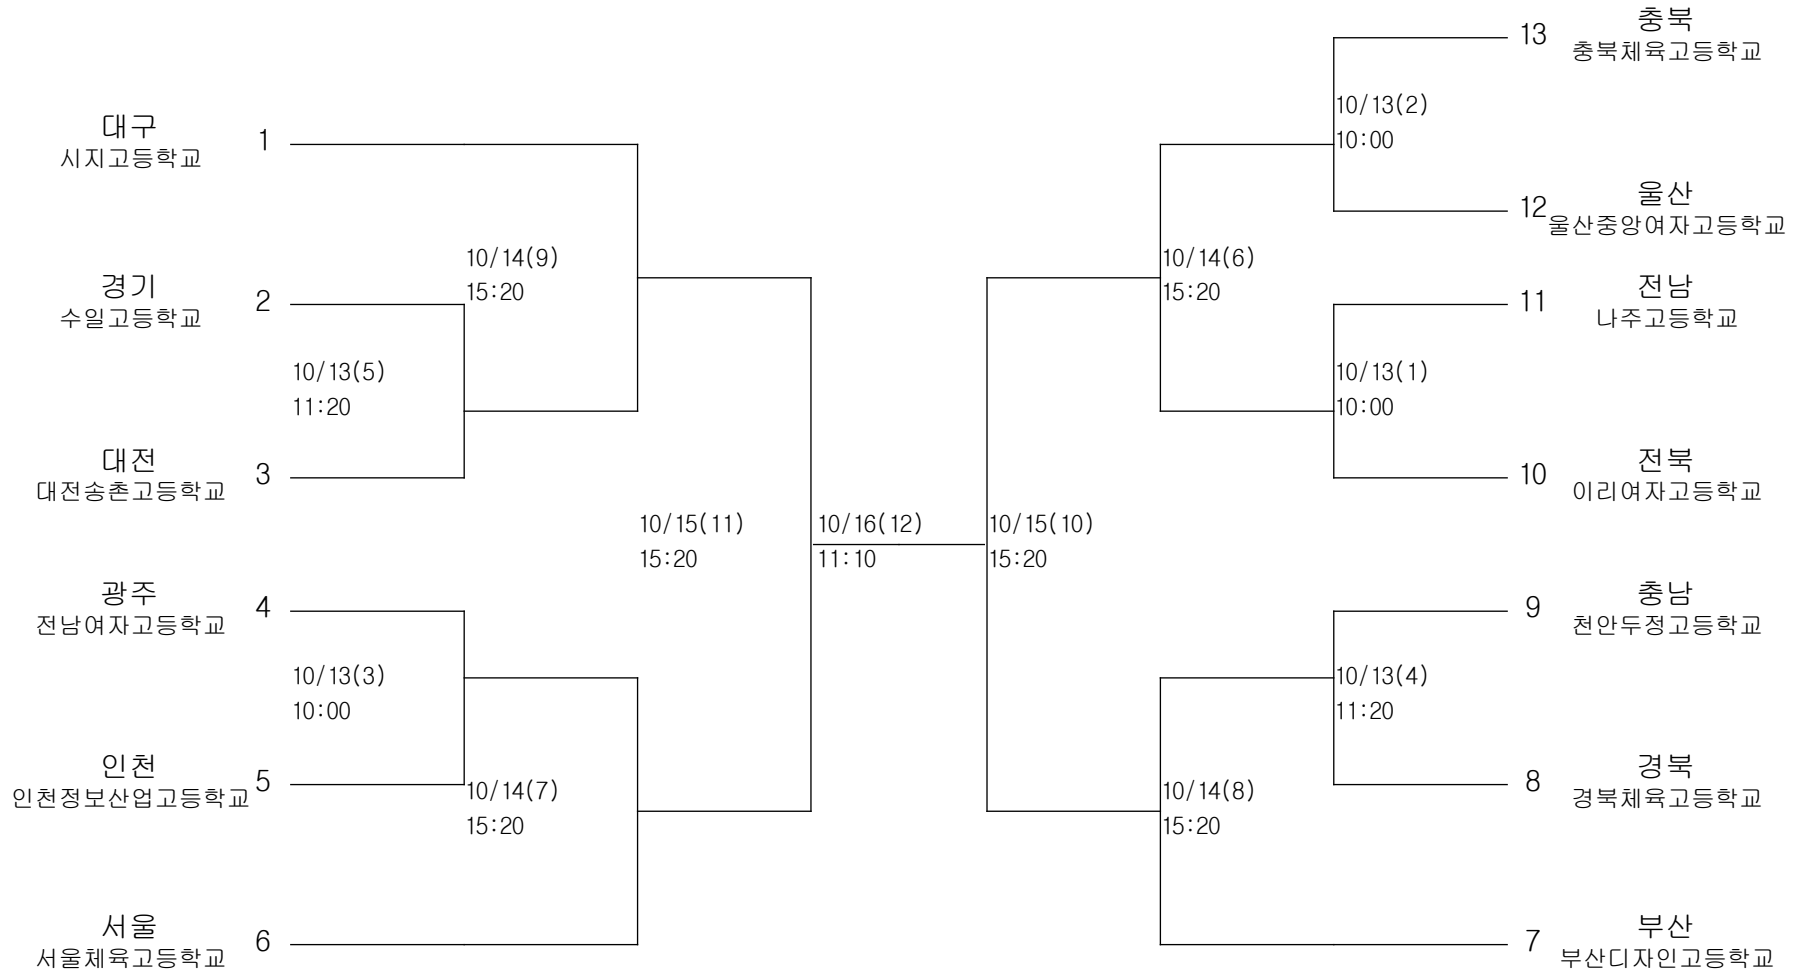 대구
시지고등학교
1
경기
수일고등학교
2
10/14(9)
15:20
10/13(5)
11:20
대전
대전송촌고등학교
3
광주
전남여자고등학교
4
10/13(3)
10:00
인천
인천정보산업고등학교
5
10/14(7)
15:20
서울
서울체육고등학교
6
10/15(11)
15:20
10/16(12)
11:10
10/15(10)
15:20
13
충북
충북체육고등학교
10/13(2)
10:00
12
울산
울산중앙여자고등학교
10/14(6)
15:20
11
전남
나주고등학교
10/13(1)
10:00
10
전북
이리여자고등학교
9
충남
천안두정고등학교
10/13(4)
11:20
8
경북
경북체육고등학교
10/14(8)
15:20
7
부산
부산디자인고등학교